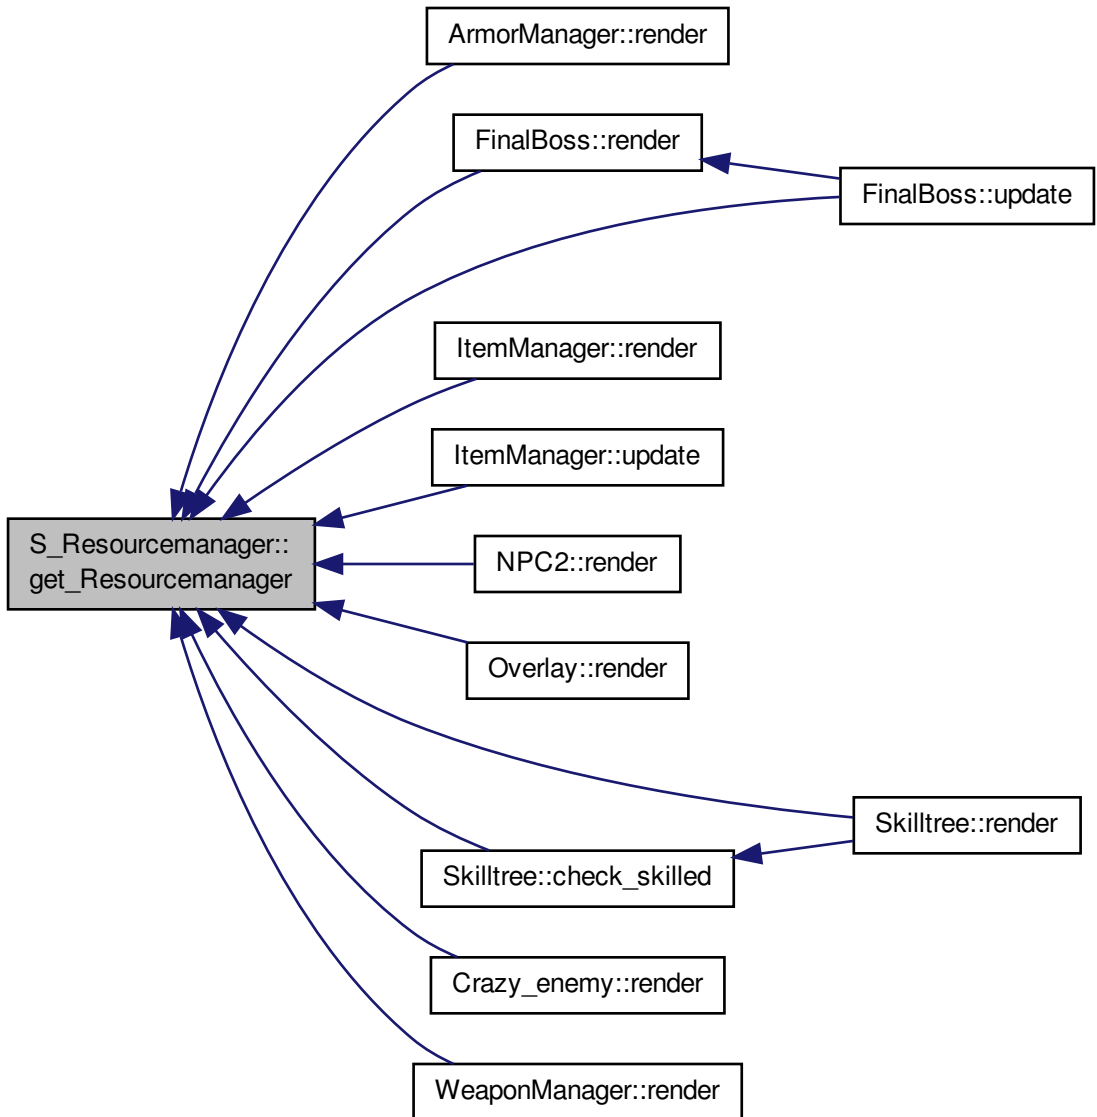 ArmorManager::render
FinalBoss::render
FinalBoss::update
ItemManager::render
ItemManager::update
S_Resourcemanager::
get_Resourcemanager
NPC2::render
Overlay::render
Skilltree::render
Skilltree::check_skilled
Crazy_enemy::render
WeaponManager::render